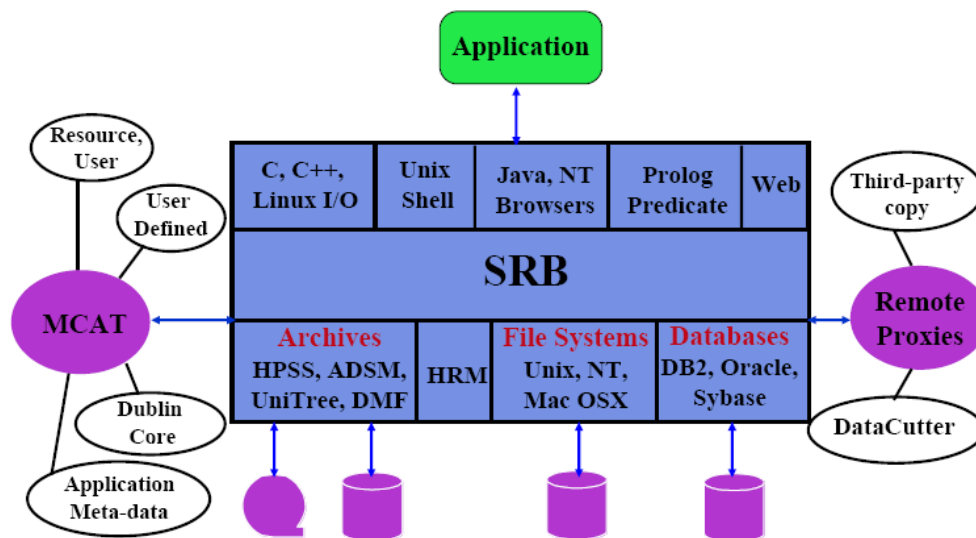 Application
Resource,
User
User
Defined
MCAT
Dublin
Core
Application
Meta-data
C, C++,
Linux I/O
Unix
Shell
Java, NT
Browsers
Prolog
Predicate
Web
SRB
Archives
HPSS, ADSM,
UniTree, DMF
HRM
File Systems
Unix, NT,
Mac OSX
Databases
DB2, Oracle,
Sybase
Third-party
copy
Remote
Proxies
DataCutter